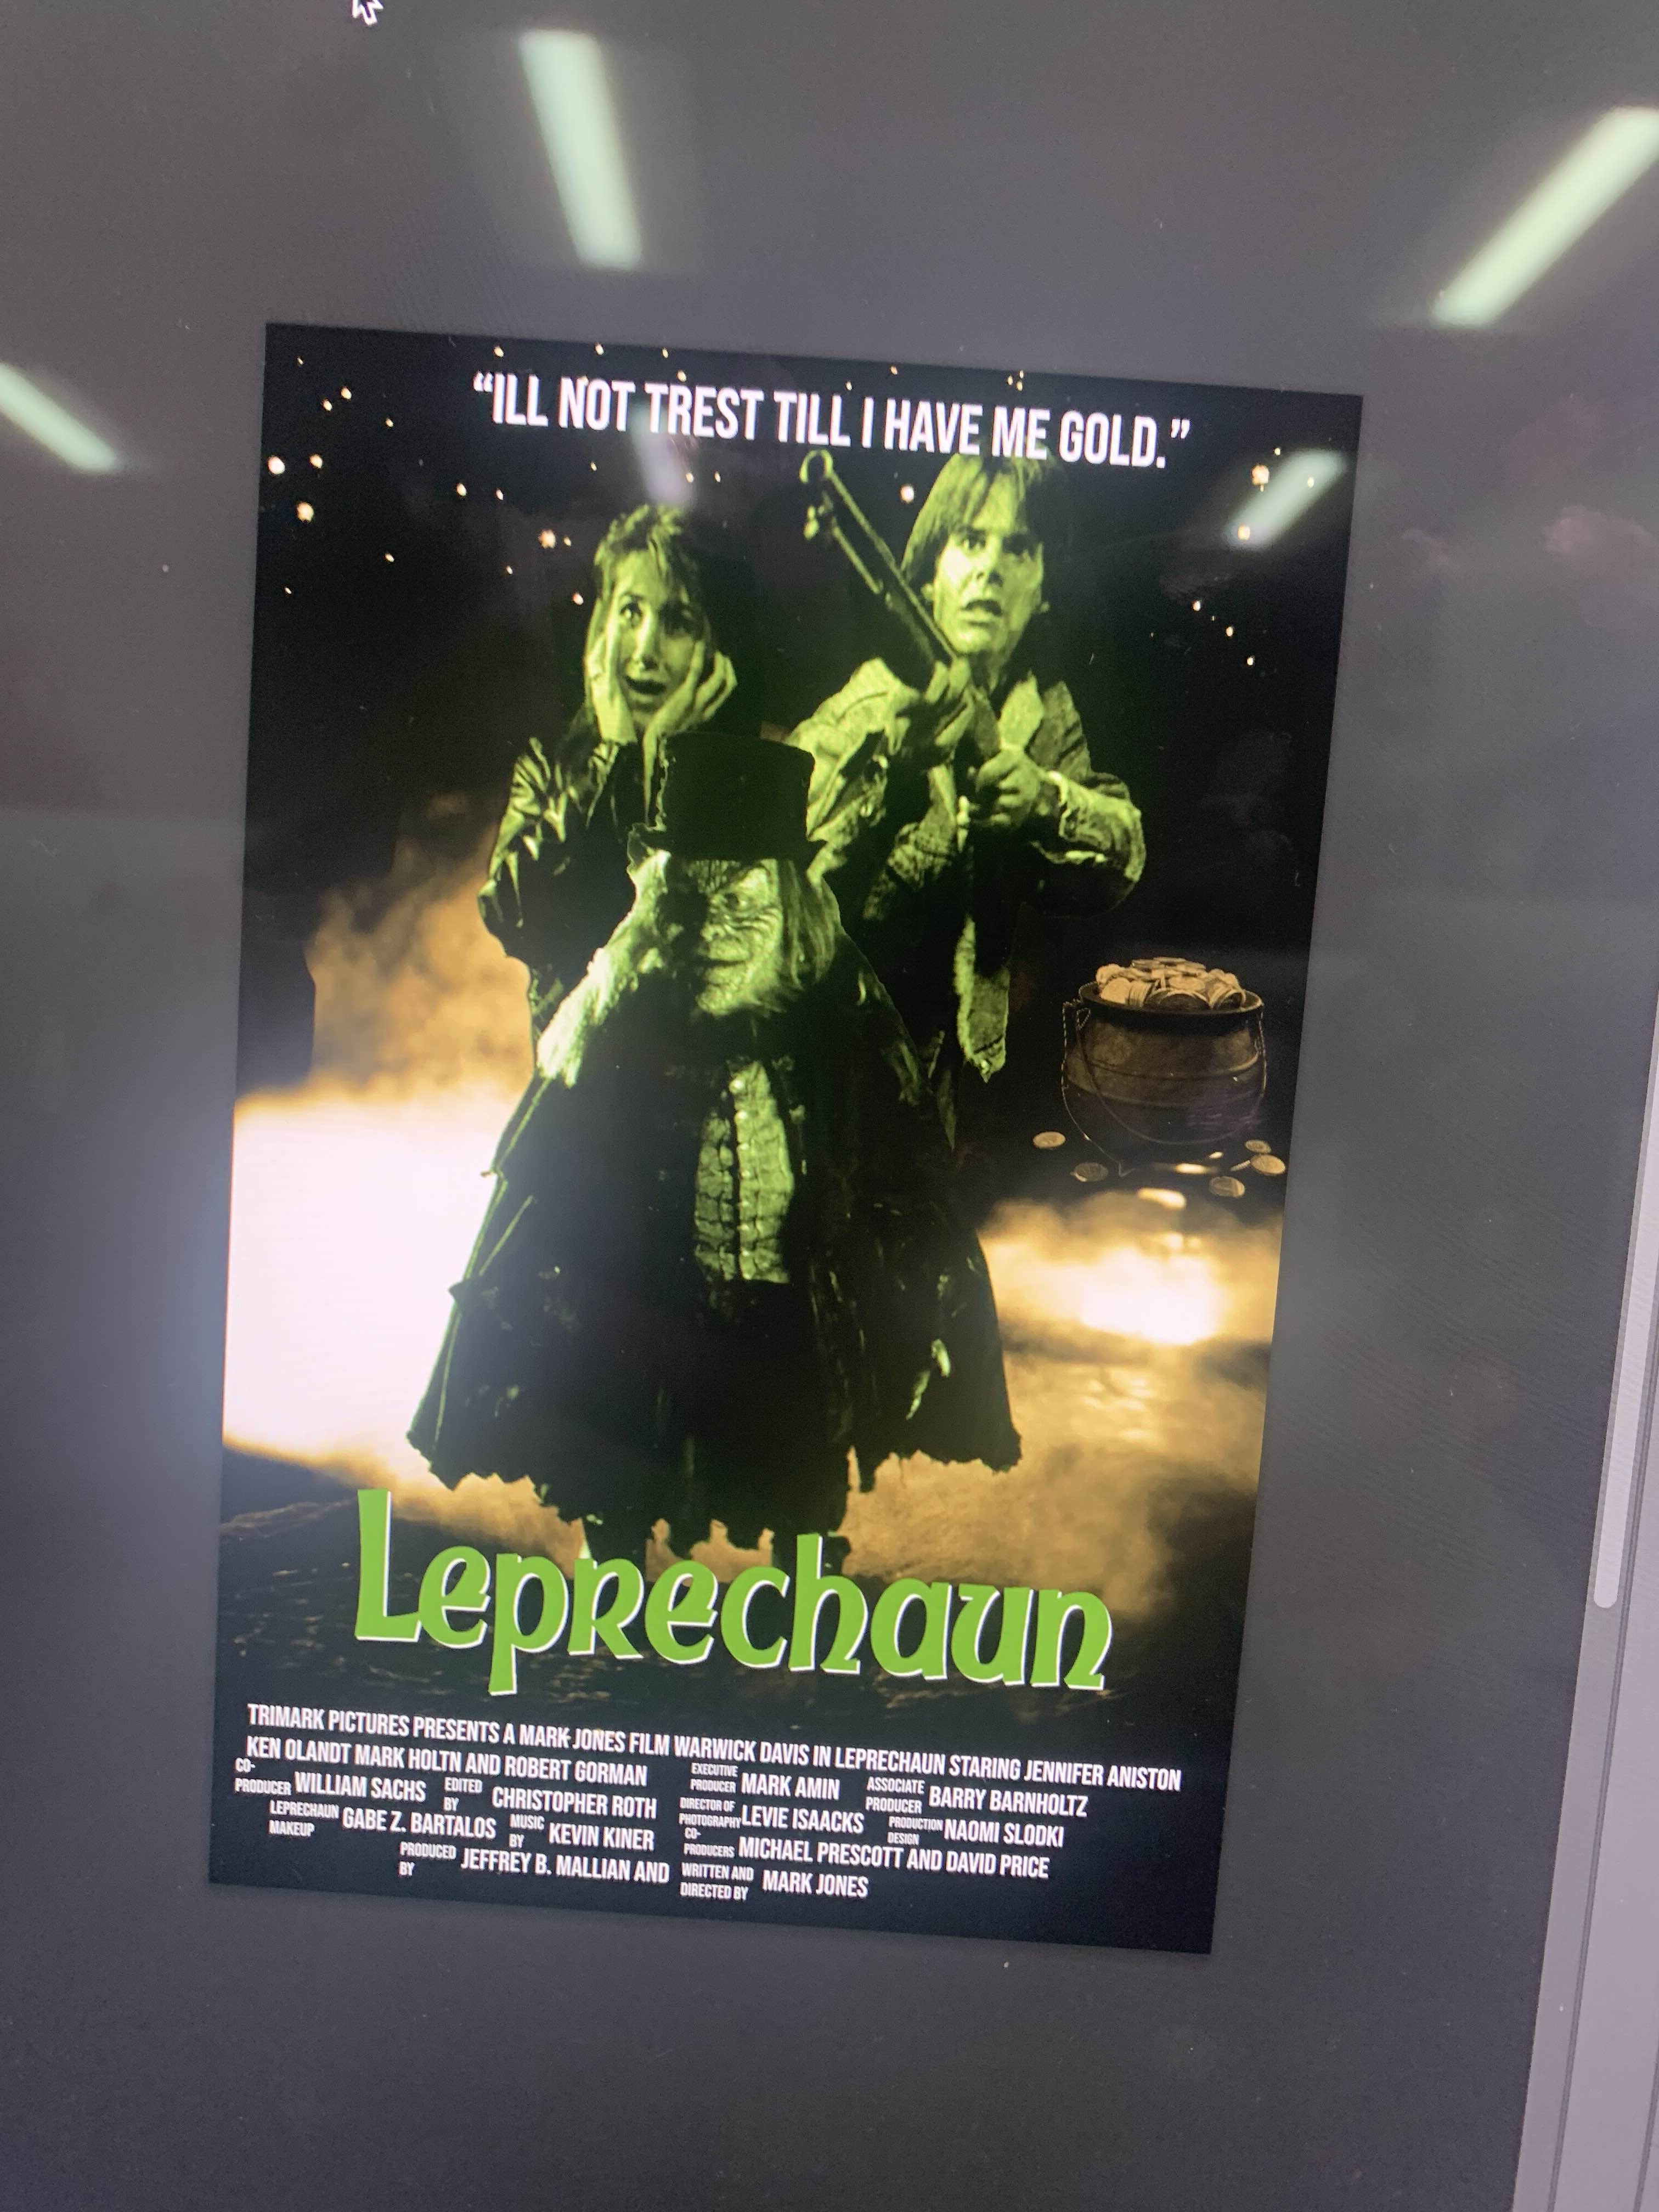 “ILL NOT TREST TILL I HAVE ME GOLD.”
Leprechaun
TRIMARK PICTURES PRESENTS A MARK JONES FILM WARWICK DAVIS IN LEPRECHAUN STARING JENNIFER ANISTON
KEN OLANDT MARK HOLTN AND ROBERT GORMAN EXECUTIVE PRODUCER MARK AMIN ASSOCIATE PRODUCER BARRY BARNHOLTZ
CO-PRODUCER WILLIAM SACHS EDITED BY CHRISTOPHER ROTH DIRECTOR OF PHOTOGRAPHY LEVIE ISAACKS PRODUCTION DESIGN NAOMI SLODKI
LEPRECHAUN MAKEUP GABE Z. BARTALOS MUSIC BY KEVIN KINER CO-PRODUCERS MICHAEL PRESCOTT AND DAVID PRICE
PRODUCED BY JEFFREY B. MALLIAN AND WRITTEN AND DIRECTED BY MARK JONES